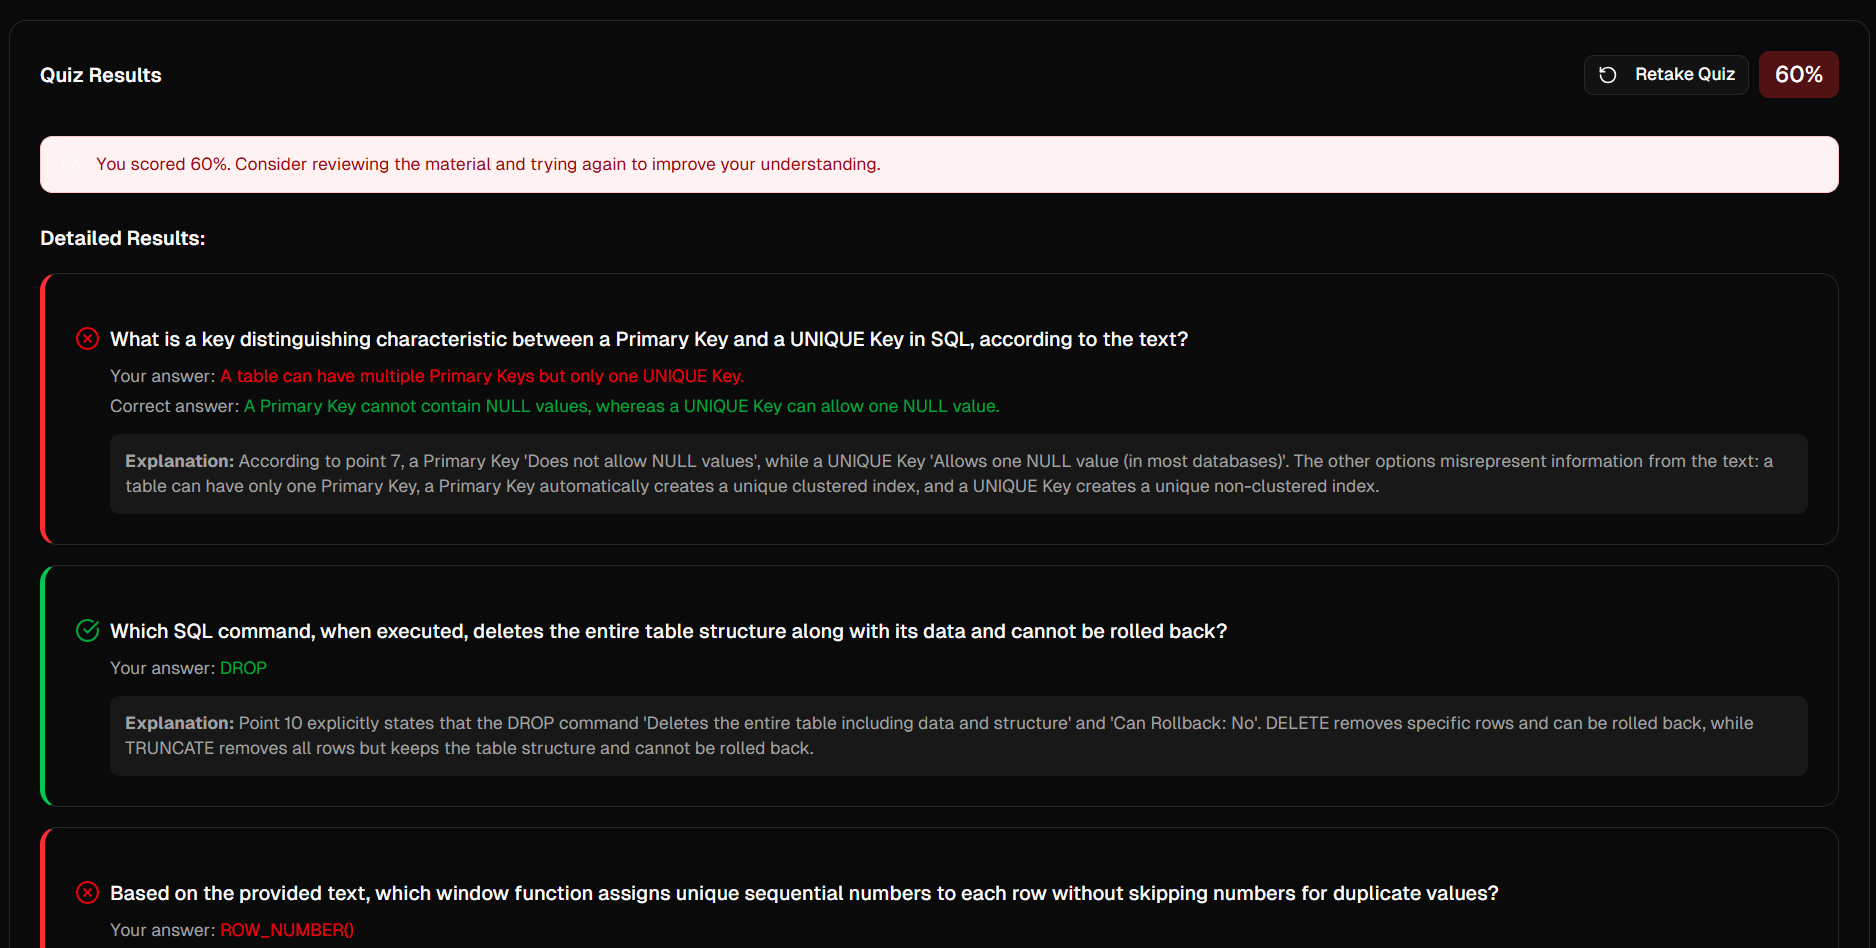 Quiz Results
Retake Quiz
60%
You scored 60%. Consider reviewing the material and trying again to improve your understanding.
Detailed Results:
What is a key distinguishing characteristic between a Primary Key and a UNIQUE Key in SQL, according to the text?
Your answer: A table can have multiple Primary Keys but only one UNIQUE Key.
Correct answer: A Primary Key cannot contain NULL values, whereas a UNIQUE Key can allow one NULL value.
Explanation: According to point 7, a Primary Key 'Does not allow NULL values', while a UNIQUE Key 'Allows one NULL value (in most databases)'. The other options misrepresent information from the text: a
table can have only one Primary Key, a Primary Key automatically creates a unique clustered index, and a UNIQUE Key creates a unique non-clustered index.
Which SQL command, when executed, deletes the entire table structure along with its data and cannot be rolled back?
Your answer: DROP
Explanation: Point 10 explicitly states that the DROP command 'Deletes the entire table including data and structure' and 'Can Rollback: No'. DELETE removes specific rows and can be rolled back, while
TRUNCATE removes all rows but keeps the table structure and cannot be rolled back.
Based on the provided text, which window function assigns unique sequential numbers to each row without skipping numbers for duplicate values?
Your answer: ROW_NUMBER()